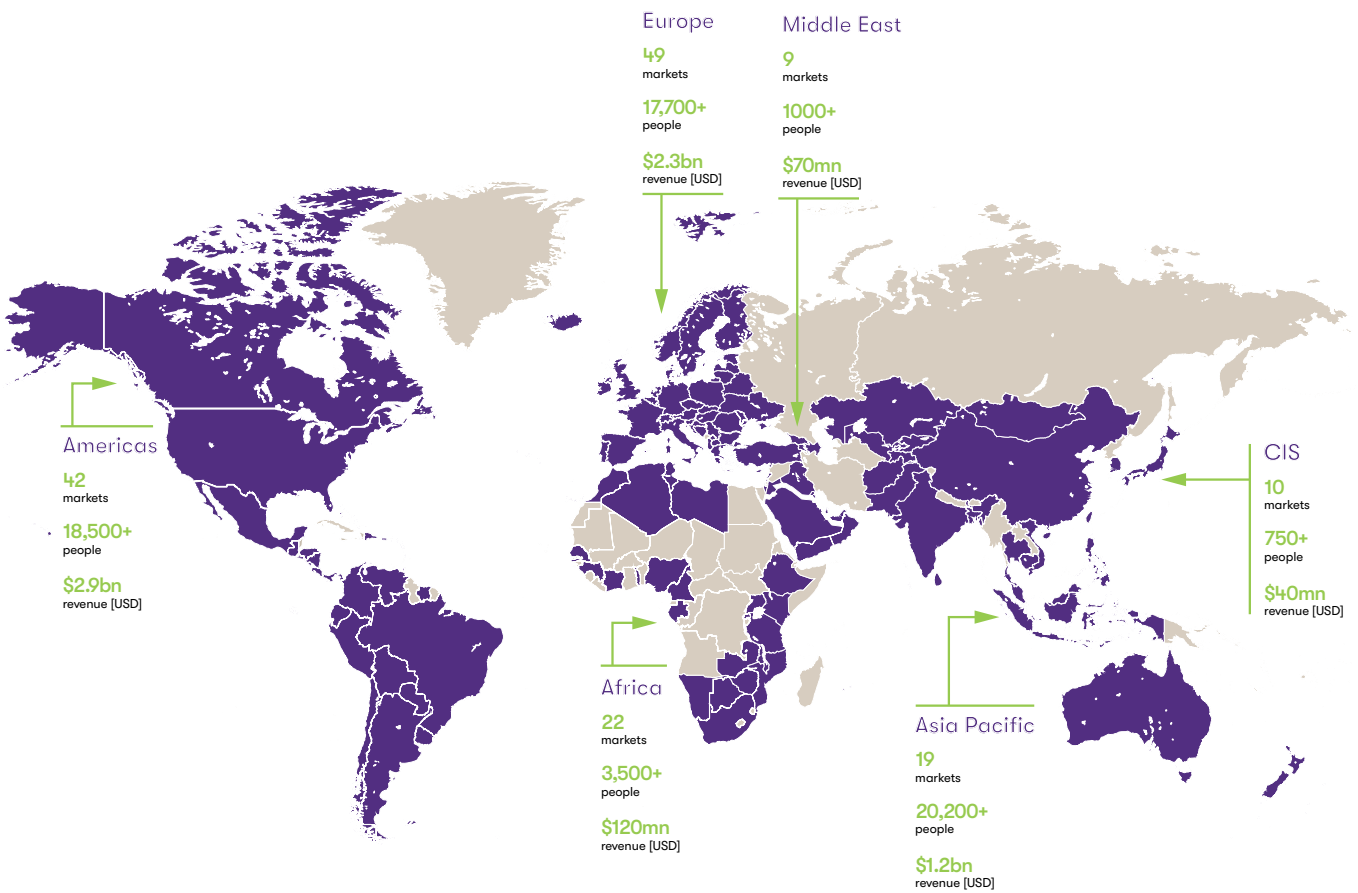 Europe
49
markets
17,700+
people
$2.3bn
revenue [USD]
Middle East
9
markets
1000+
people
$70mn
revenue [USD]
Americas
42
markets
18,500+
people
$2.9bn
revenue [USD]
CIS
10
markets
750+
people
$40mn
revenue [USD]
Africa
22
markets
3,500+
people
$120mn
revenue [USD]
Asia Pacific
19
markets
20,200+
people
$1.2bn
revenue [USD]